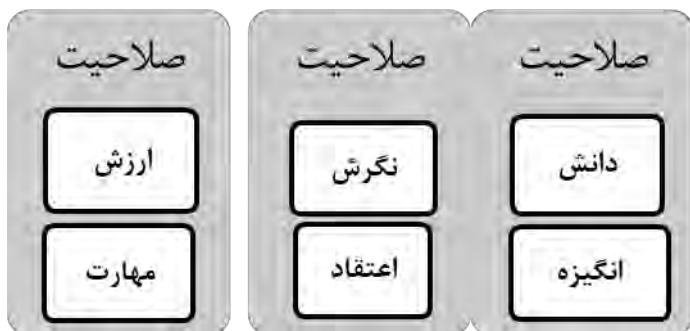 صلاحیت
دانش
انگیزه
صلاحیت
نگرش
اعتقاد
صلاحیت
ارزش
مهارت